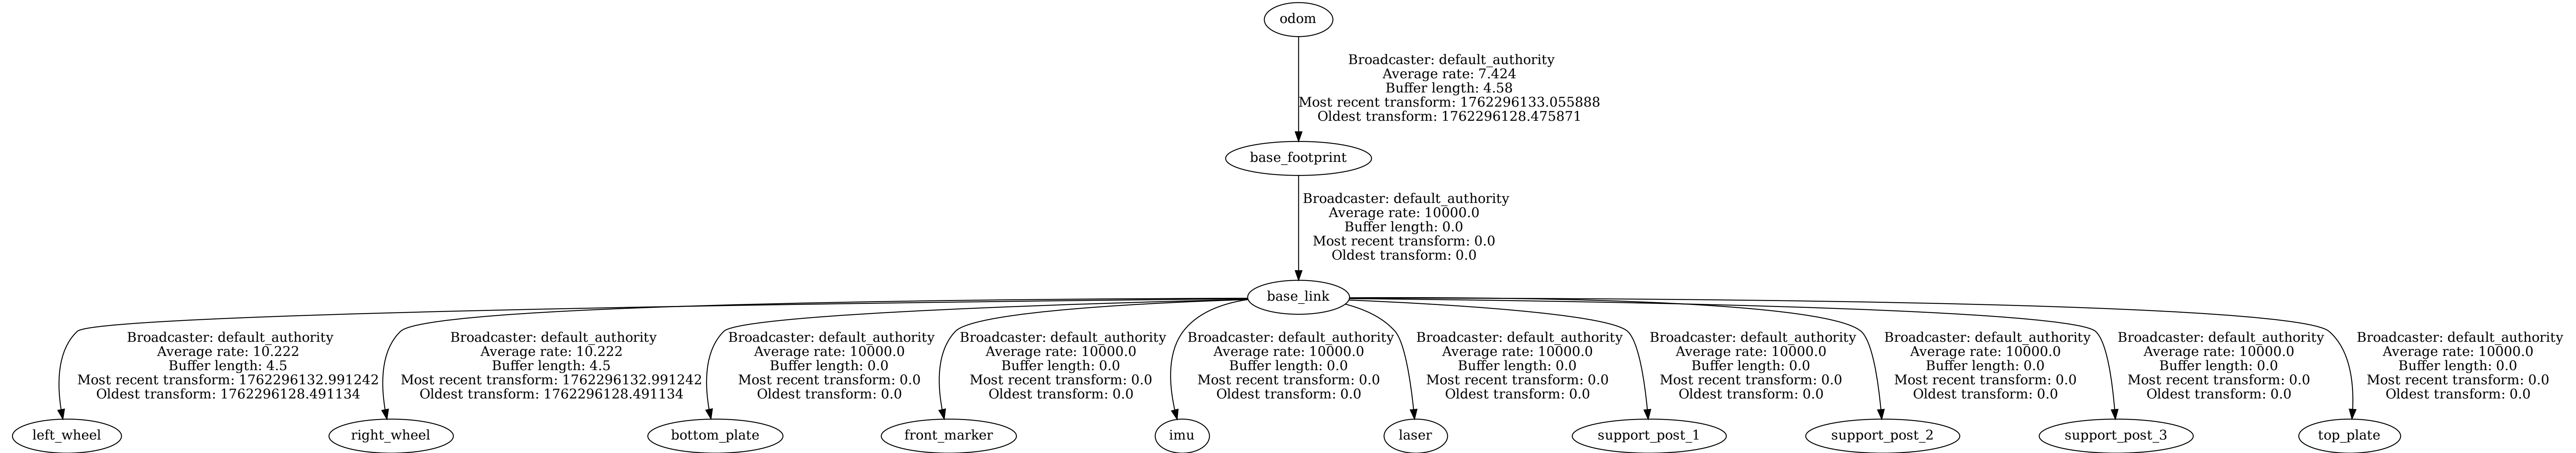 odom
Broadcaster: default_authority
Average rate: 7.424
Buffer length: 4.58
Most recent transform: 1762296133.055888
Oldest transform: 1762296128.475871
base_footprint
Broadcaster: default_authority
Average rate: 10000.0
Buffer length: 0.0
Most recent transform: 0.0
Oldest transform: 0.0
base_link
Broadcaster: default_authority
Average rate: 10.222
Buffer length: 4.5
Most recent transform: 1762296132.991242
Oldest transform: 1762296128.491134
Broadcaster: default_authority
Average rate: 10.222
Buffer length: 4.5
Most recent transform: 1762296132.991242
Oldest transform: 1762296128.491134
Broadcaster: default_authority
Average rate: 10000.0
Buffer length: 0.0
Most recent transform: 0.0
Oldest transform: 0.0
Broadcaster: default_authority
Average rate: 10000.0
Buffer length: 0.0
Most recent transform: 0.0
Oldest transform: 0.0
Broadcaster: default_authority
Average rate: 10000.0
Buffer length: 0.0
Most recent transform: 0.0
Oldest transform: 0.0
Broadcaster: default_authority
Average rate: 10000.0
Buffer length: 0.0
Most recent transform: 0.0
Oldest transform: 0.0
Broadcaster: default_authority
Average rate: 10000.0
Buffer length: 0.0
Most recent transform: 0.0
Oldest transform: 0.0
Broadcaster: default_authority
Average rate: 10000.0
Buffer length: 0.0
Most recent transform: 0.0
Oldest transform: 0.0
Broadcaster: default_authority
Average rate: 10000.0
Buffer length: 0.0
Most recent transform: 0.0
Oldest transform: 0.0
Broadcaster: default_authority
Average rate: 10000.0
Buffer length: 0.0
Most recent transform: 0.0
Oldest transform: 0.0
left_wheel
right_wheel
bottom_plate
front_marker
imu
laser
support_post_1
support_post_2
support_post_3
top_plate